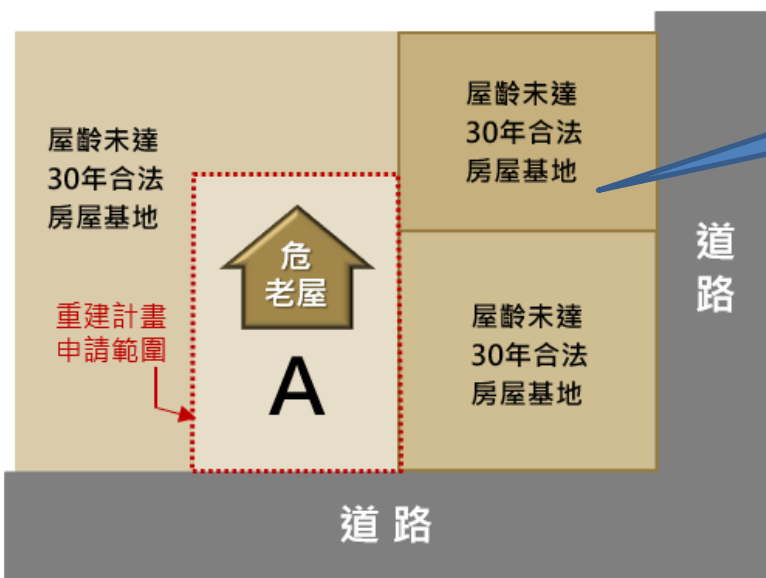 屋齡未達
30年合法
房屋基地
重建計畫
申請範圍
危
老屋
A
屋齡未達
30年合法
房屋基地
屋齡未達
30年合法
房屋基地
道
路
道路